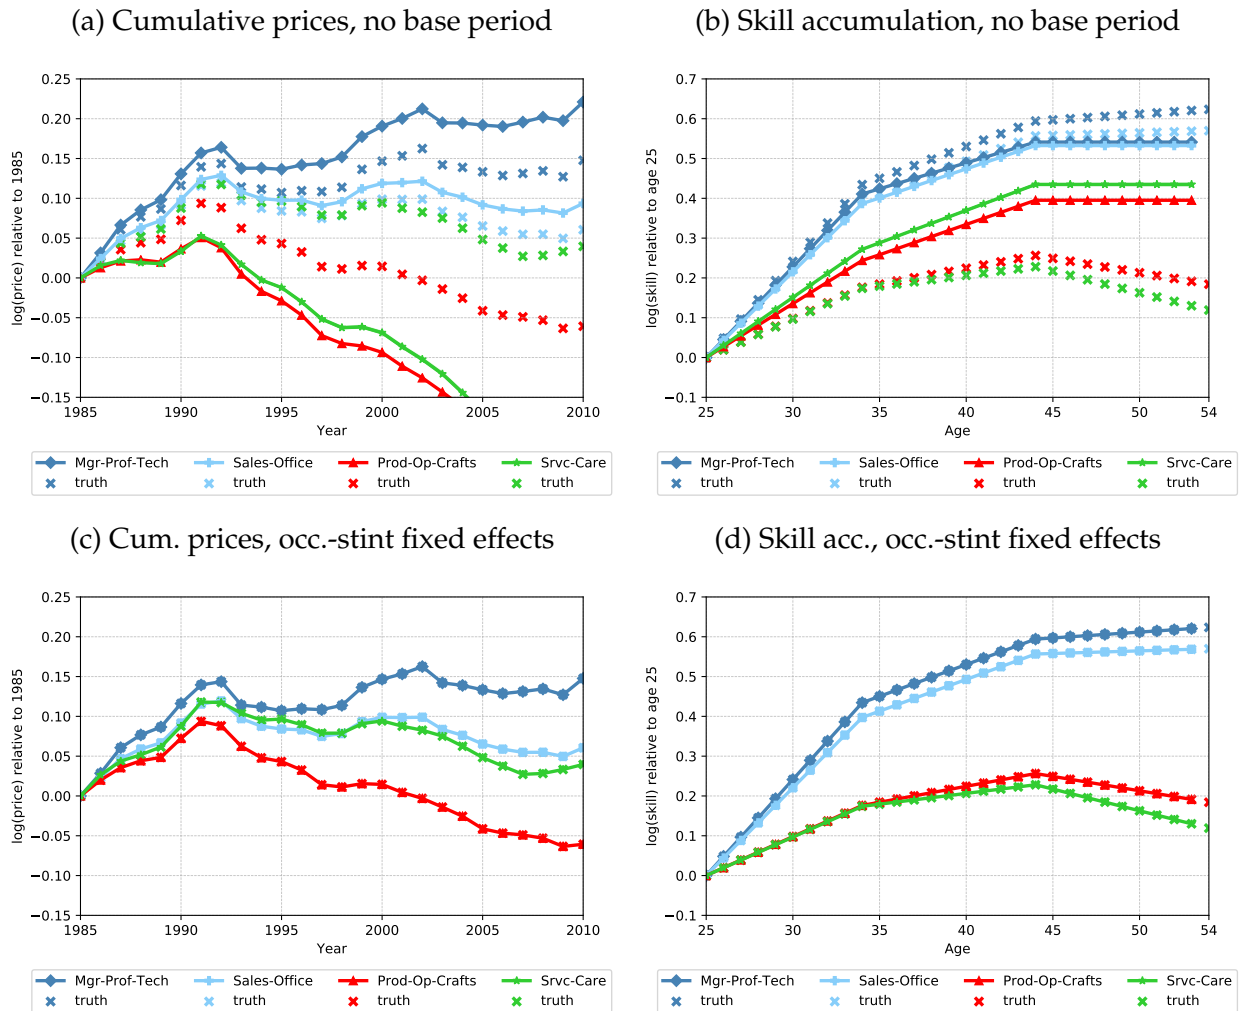 (a) Cumulative prices, no base period
(b) Skill accumulation, no base period
log(price) relative to 1985
0.25
0.20
0.15
0.10
0.05
0.00
−0.05
−0.10
−0.15
1985 1990 1995 2000 2005 2010
Year
Mgr-Prof-Tech Sales-Office Prod-Op-Crafts Srvc-Care
truth truth truth truth
log(skill) relative to age 25
0.7
0.6
0.5
0.4
0.3
0.2
0.1
0.0
−0.1
25 30 35 40 45 50 54
Age
Mgr-Prof-Tech Sales-Office Prod-Op-Crafts Srvc-Care
truth truth truth truth
(c) Cum. prices, occ.-stint fixed effects
(d) Skill acc., occ.-stint fixed effects
log(price) relative to 1985
0.25
0.20
0.15
0.10
0.05
0.00
−0.05
−0.10
−0.15
1985 1990 1995 2000 2005 2010
Year
Mgr-Prof-Tech Sales-Office Prod-Op-Crafts Srvc-Care
truth truth truth truth
log(skill) relative to age 25
0.7
0.6
0.5
0.4
0.3
0.2
0.1
0.0
−0.1
25 30 35 40 45 50 54
Age
Mgr-Prof-Tech Sales-Office Prod-Op-Crafts Srvc-Care
truth truth truth truth